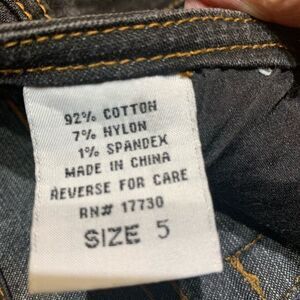 92% COTTON
7% NYLON
1% SPANDEX
MADE IN CHINA
REVERSE FOR CARE
RN# 17730
SIZE 5